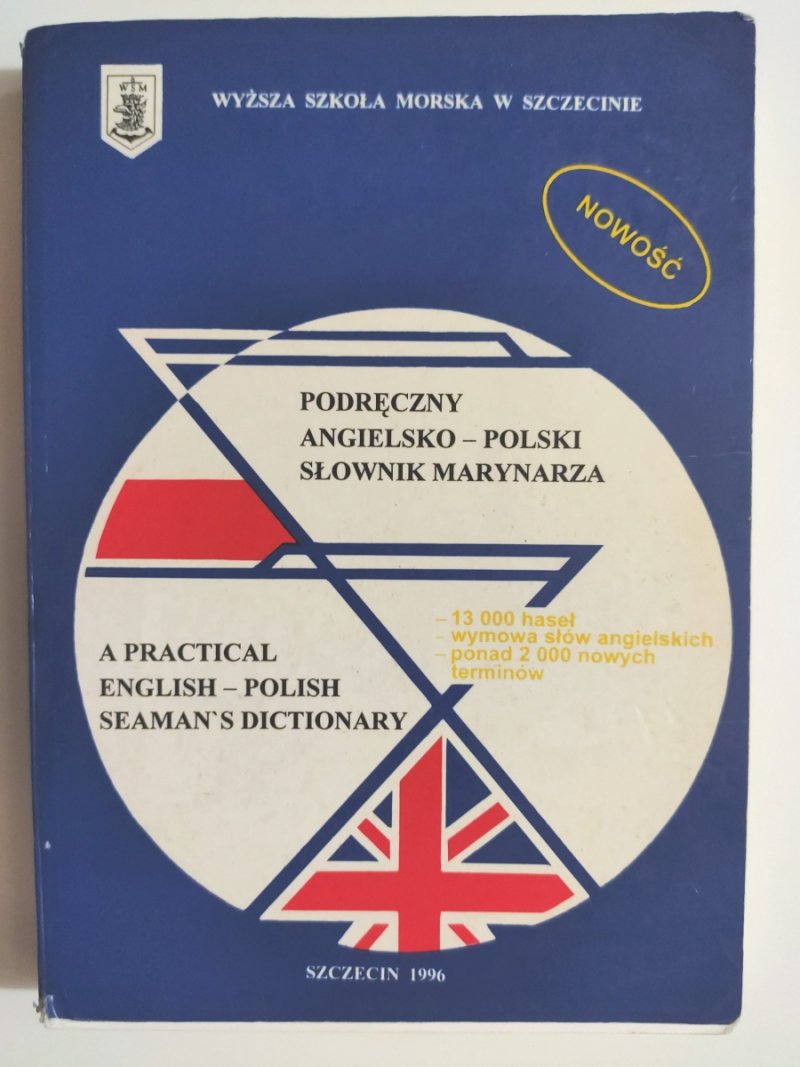 WSM
WYŻSZA SZKOŁA MORSKA W SZCZECINIE
NOWOŚĆ
PODRĘCZNY
ANGIELSKO – POLSKI
SŁOWNIK MARYNARZA
– 13 000 haseł
– wymowa słów angielskich
– ponad 2 000 nowych
terminów
A PRACTICAL
ENGLISH – POLISH
SEAMAN`S DICTIONARY
SZCZECIN 1996